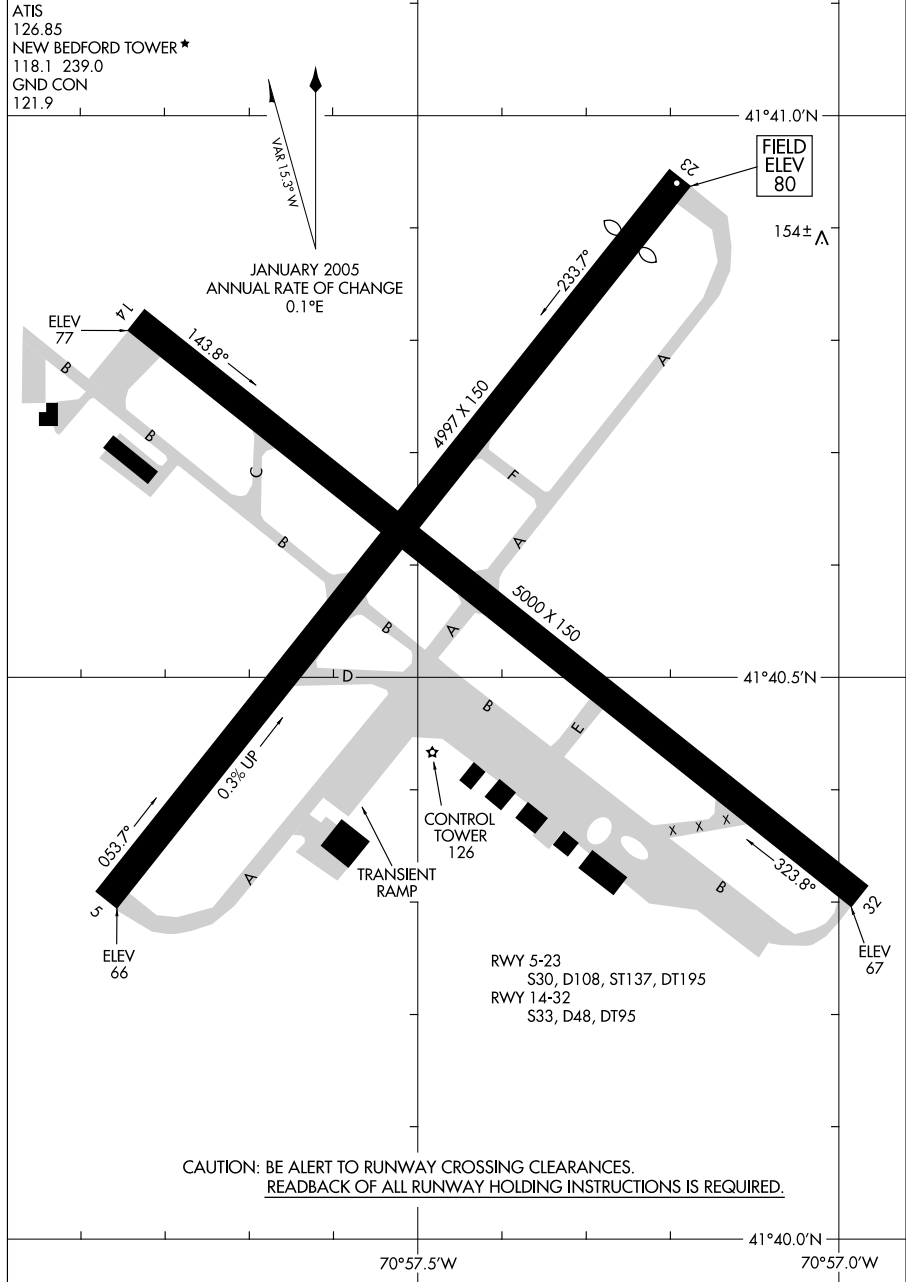 ATIS
126.85
NEW BEDFORD TOWER★
118.1 239.0
GND CON
121.9
VAR 15.3° W
JANUARY 2005
ANNUAL RATE OF CHANGE
0.1°E
41°41.0'N
FIELD
ELEV
80
23
154±
233.7°
14
ELEV
77
143.8°
B
A
4997 X 150
B
C
F
B
A
5000 X 150
B
A
D
41°40.5'N
B
E
0.3% UP
053.7°
CONTROL
TOWER
126
X X X
323.8°
TRANSIENT
RAMP
A
B
5
32
ELEV
66
ELEV
67
RWY 5-23
S30, D108, ST137, DT195
RWY 14-32
S33, D48, DT95
CAUTION: BE ALERT TO RUNWAY CROSSING CLEARANCES.
READBACK OF ALL RUNWAY HOLDING INSTRUCTIONS IS REQUIRED.
41°40.0'N
70°57.5'W
70°57.0'W